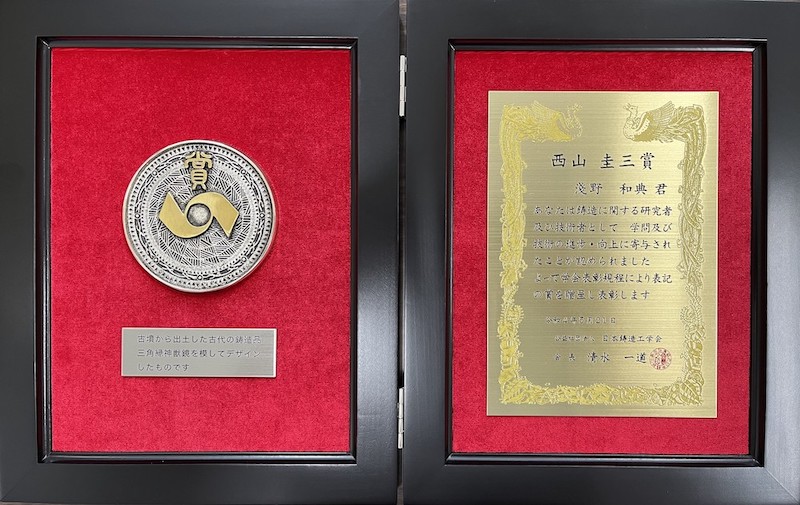 賞
古墳から出土した古代の鋳造品
三角縁神獣鏡を模してデザイン
したものです
西山 圭三賞
浅野 和典 君
あなたは鋳造に関する研究者
及び技術者として 学問及び
技術の進歩・向上に寄与され
たことが認められました
よって本会表彰規程により表記
の賞を贈呈し表彰します
日本鋳造工学会
会長 清水 一道